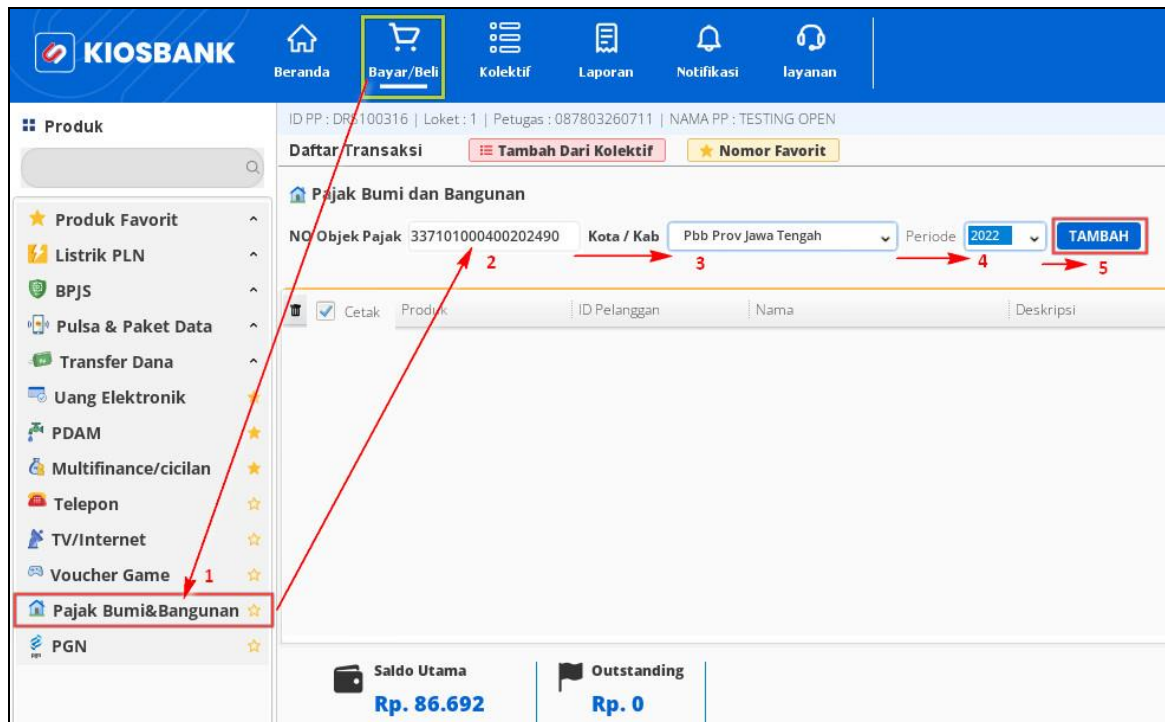 KIOSBANK
Beranda Bayar/Beli Kolektif Laporan Notifikasi layanan
Produk
ID PP : DRS100316 | Loket : 1 | Petugas : 087803260711 | NAMA PP : TESTING OPEN
Daftar Transaksi Tambah Dari Kolektif Nomor Favorit
Pajak Bumi dan Bangunan
NO Objek Pajak 337101000400202490 Kota / Kab Pbb Prov Jawa Tengah Periode 2022 TAMBAH
2 3 4 5
Cetak Produk ID Pelanggan Nama Deskripsi
Produk Favorit
Listrik PLN
BPJS
Pulsa & Paket Data
Transfer Dana
Uang Elektronik
PDAM
Multifinance/cicilan
Telepon
TV/Internet
Voucher Game 1
Pajak Bumi&Bangunan
PGN
Saldo Utama Outstanding
Rp. 86.692 Rp. 0